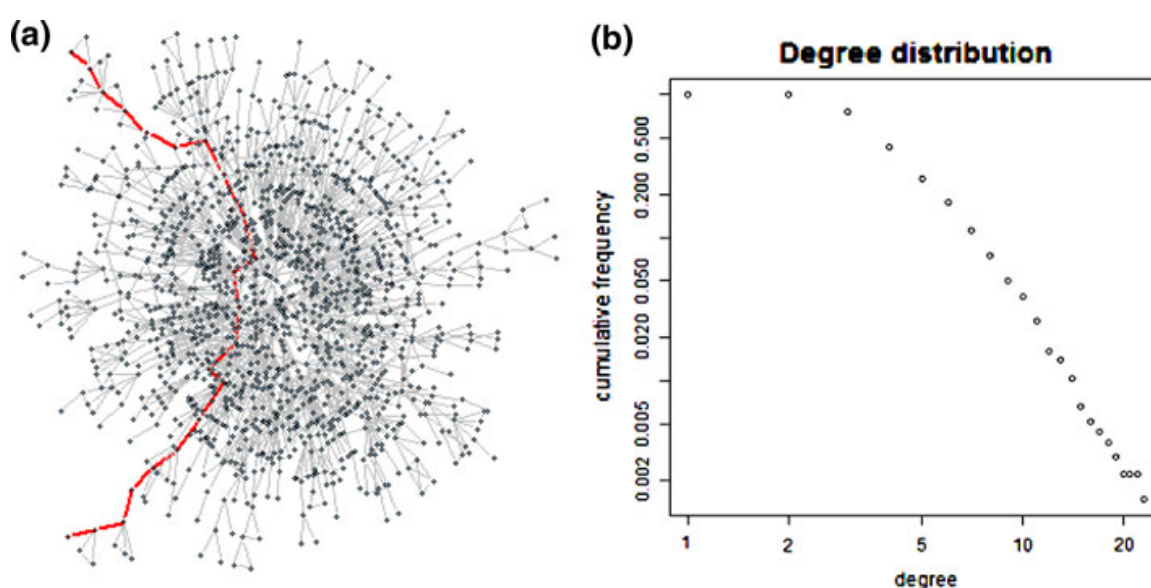 (a)
(b)
Degree distribution
cumulative frequency
0.500
0.200
0.050
0.020
0.005
0.002
1 2 5 10 20
degree